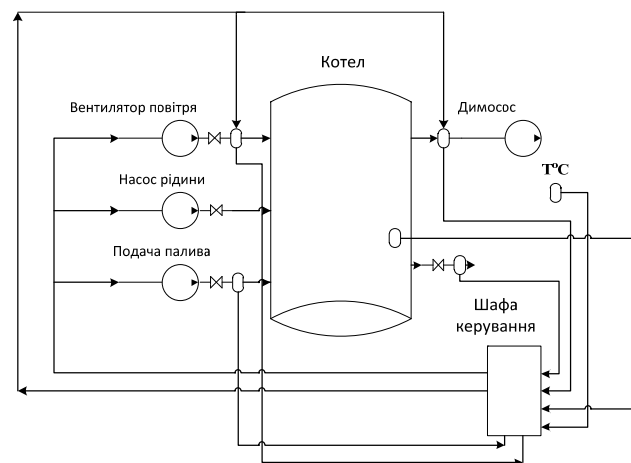 Котел
Вентилятор повітря
Димосос
Насос рідини
T°C
Подача палива
Шафа
керування